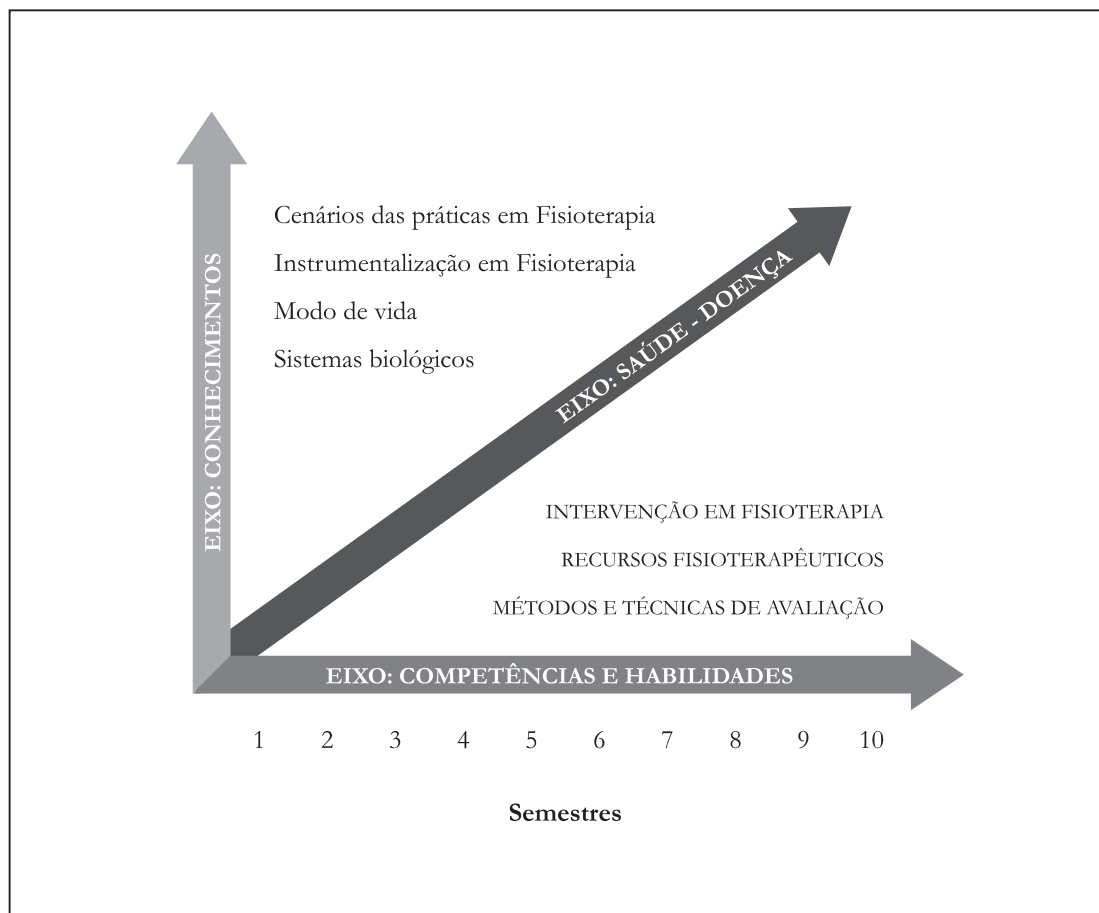 Cenários das práticas em Fisioterapia
Instrumentalização em Fisioterapia
Modo de vida
Sistemas biológicos
EIXO: CONHECIMENTOS
EIXO: SAÚDE - DOENÇA
INTERVENÇÃO EM FISIOTERAPIA
RECURSOS FISIOTERAPÊUTICOS
MÉTODOS E TÉCNICAS DE AVALIAÇÃO
EIXO: COMPETÊNCIAS E HABILIDADES
1 2 3 4 5 6 7 8 9 10
Semestres